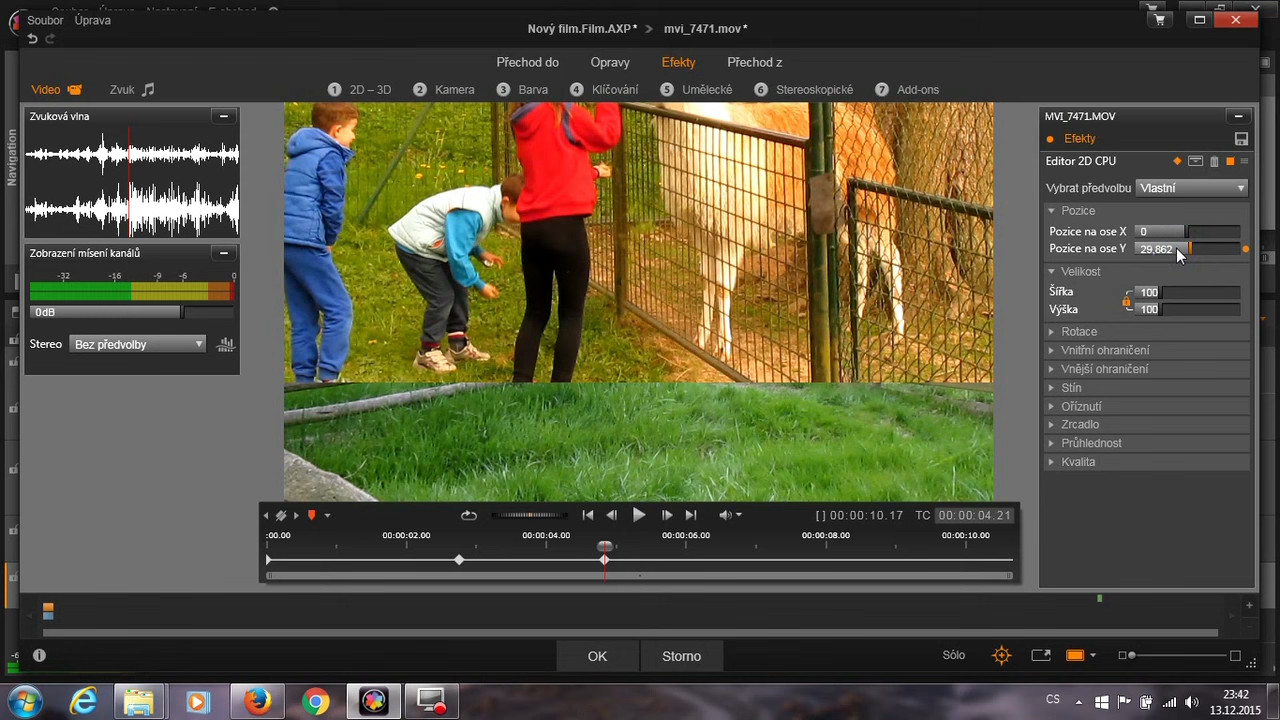 Soubor Úprava
Nový film.Film.AXP* > mvi_7471.mov*
Přechod do Opravy Efekty Přechod z
Video Zvuk 1 2D – 3D 2 Kamera 3 Barva 4 Klíčování 5 Umělecké 6 Stereoskopické 7 Add-ons
Navigation
Zvuková vlna
Zobrazení mísení kanálů
-32 -16 -9 -6 -3 0
0dB
Stereo Bez předvolby
MVI_7471.MOV
Efekty
Editor 2D CPU
Vybrat předvolbu Vlastní
Pozice
Pozice na ose X 0
Pozice na ose Y 29,862
Velikost
Šířka 100
Výška 100
Rotace
Vnitřní ohraničení
Vnější ohraničení
Stín
Oříznutí
Zrcadlo
Průhlednost
Kvalita
[ ] 00:00:10.17 TC 00:00:04.21
:00.00 00:00:02.00 00:00:04.00 00:00:06.00 00:00:08.00 00:00:10.00
OK Storno Sólo
CS 23:42
13.12.2015